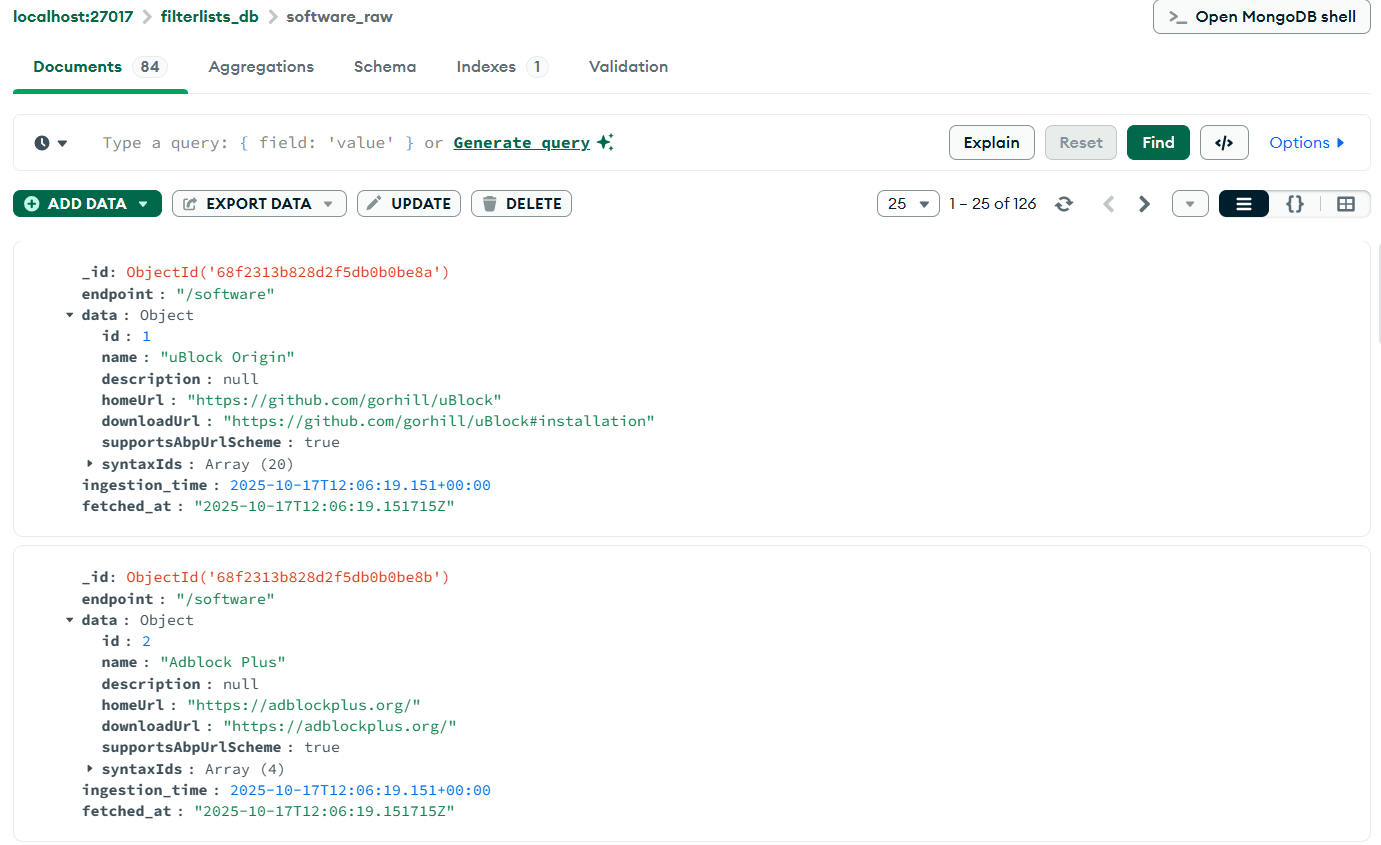 localhost:27017 > filterlists_db > software_raw
>_ Open MongoDB shell
Documents 84 Aggregations Schema Indexes 1 Validation
Type a query: { field: 'value' } or Generate query
Explain Reset Find </> Options
ADD DATA EXPORT DATA UPDATE DELETE
25 1 – 25 of 126 {}
_id: ObjectId('68f2313b828d2f5db0b0be8a')
endpoint : "/software"
data : Object
id : 1
name : "uBlock Origin"
description : null
homeUrl : "https://github.com/gorhill/uBlock"
downloadUrl : "https://github.com/gorhill/uBlock#installation"
supportsAbpUrlScheme : true
syntaxIds : Array (20)
ingestion_time : 2025-10-17T12:06:19.151+00:00
fetched_at : "2025-10-17T12:06:19.151715Z"
_id: ObjectId('68f2313b828d2f5db0b0be8b')
endpoint : "/software"
data : Object
id : 2
name : "Adblock Plus"
description : null
homeUrl : "https://adblockplus.org/"
downloadUrl : "https://adblockplus.org/"
supportsAbpUrlScheme : true
syntaxIds : Array (4)
ingestion_time : 2025-10-17T12:06:19.151+00:00
fetched_at : "2025-10-17T12:06:19.151715Z"